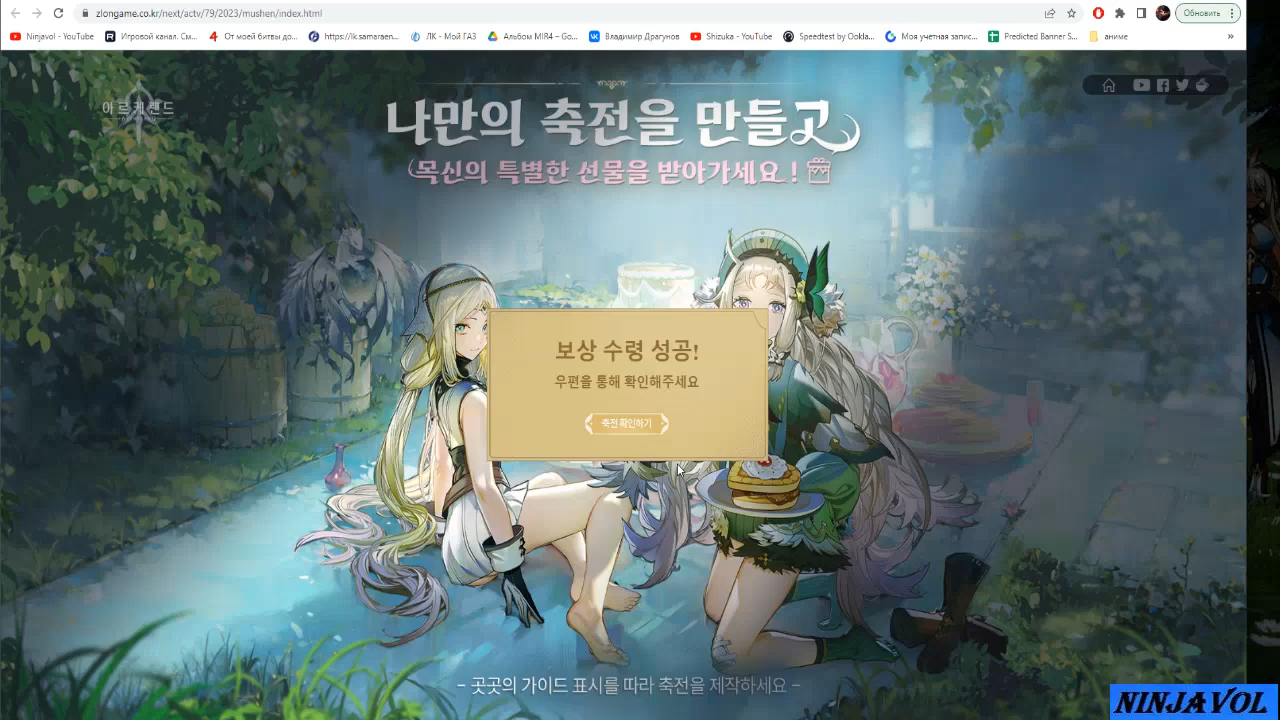 zlongame.co.kr/next/actv/79/2023/mushen/index.html
Обновить
Ninjavol - YouTube
Игровой канал. См...
От моей битвы до...
https://lk.samaraen...
ЛК - Мой ГАЗ
Альбом MIR4 – Go...
Владимир Драгунов
Shizuka - YouTube
Speedtest by Ookla...
Моя учетная запис...
Predicted Banner S...
аниме
»
아르케랜드
나만의 축전을 만들고
목신의 특별한 선물을 받아가세요!
보상 수령 성공!
우편을 통해 확인해주세요
축전 확인하기
– 곳곳의 가이드 표시를 따라 축전을 제작하세요 –
NINJAVOL